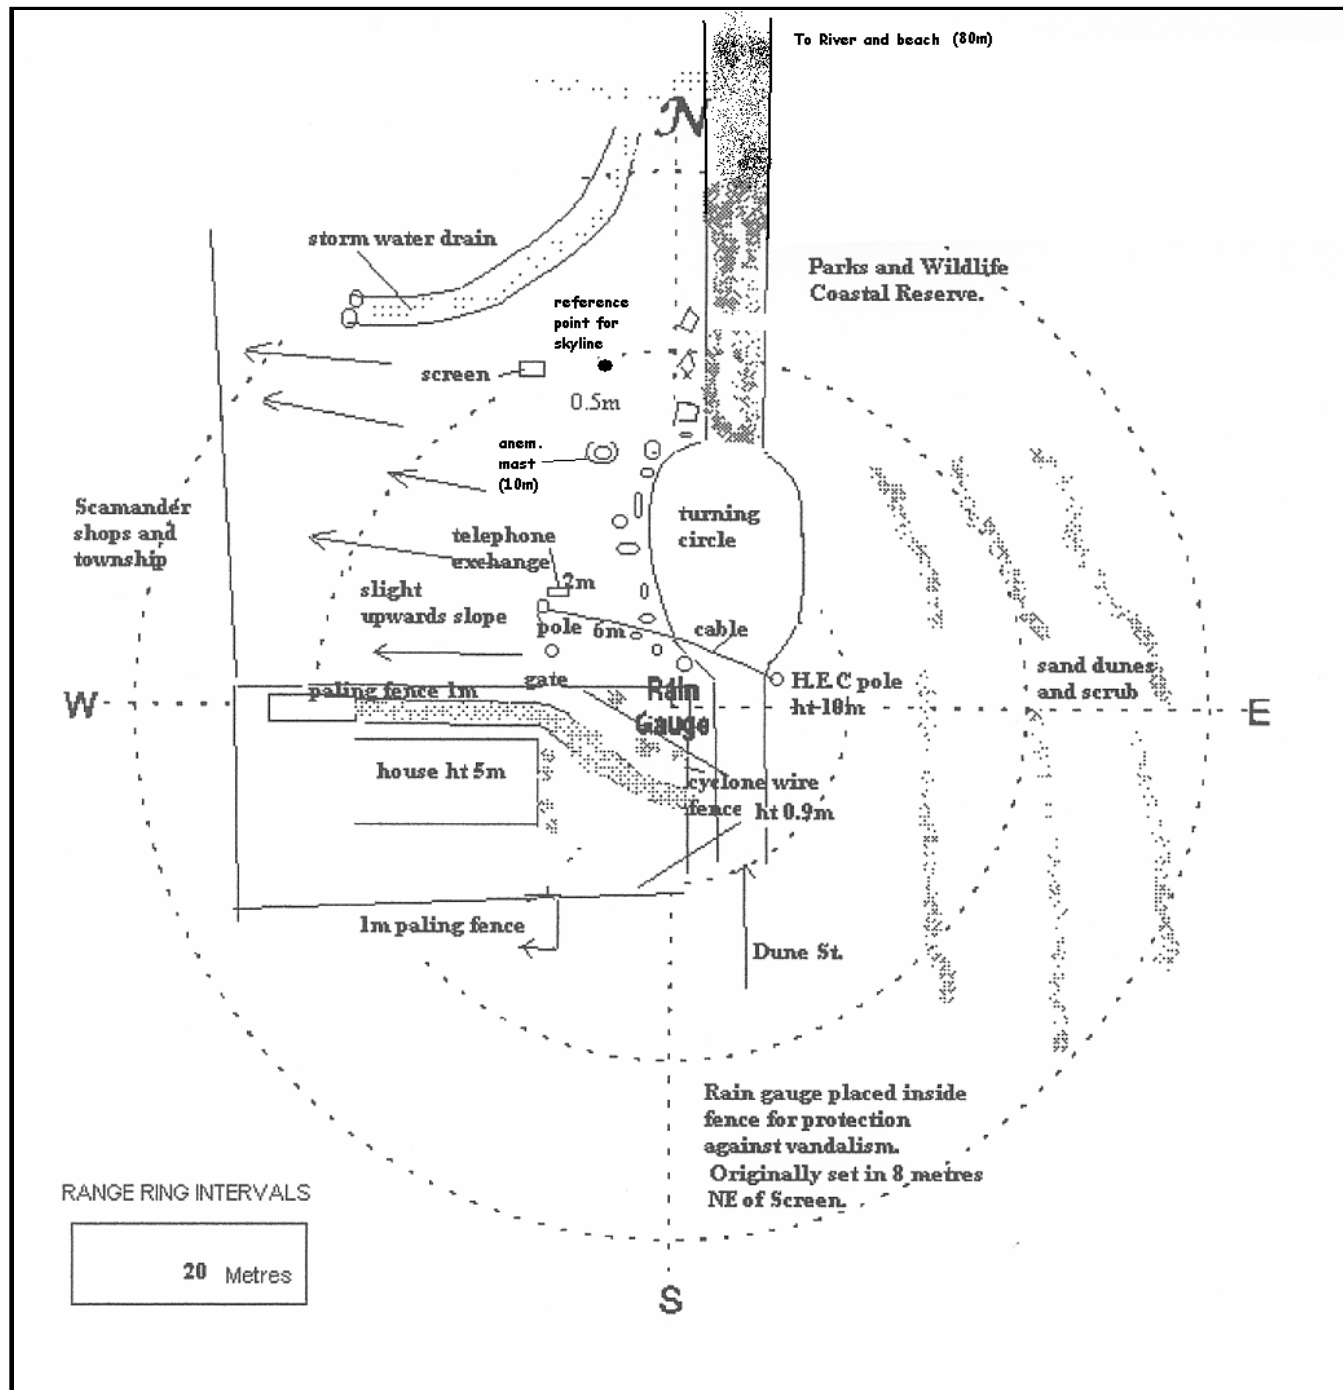 To River and beach (80m)
N
storm water drain
Parks and Wildlife
Coastal Reserve.
reference
point for
skyline
screen
0.5m
anem.
mast
(10m)
Scamander
shops and
township
turning
circle
telephone
exchange
2m
slight
upwards slope
pole 6m
cable
sand dunes
and scrub
gate
paling fence 1m
Rain
Gauge
H.E.C pole
ht 10m
W
E
house ht 5m
cyclone wire
fence ht 0.9m
1m paling fence
Dune St.
Rain gauge placed inside
fence for protection
against vandalism.
Originally set in 8 metres
NE of Screen.
RANGE RING INTERVALS
20 Metres
S